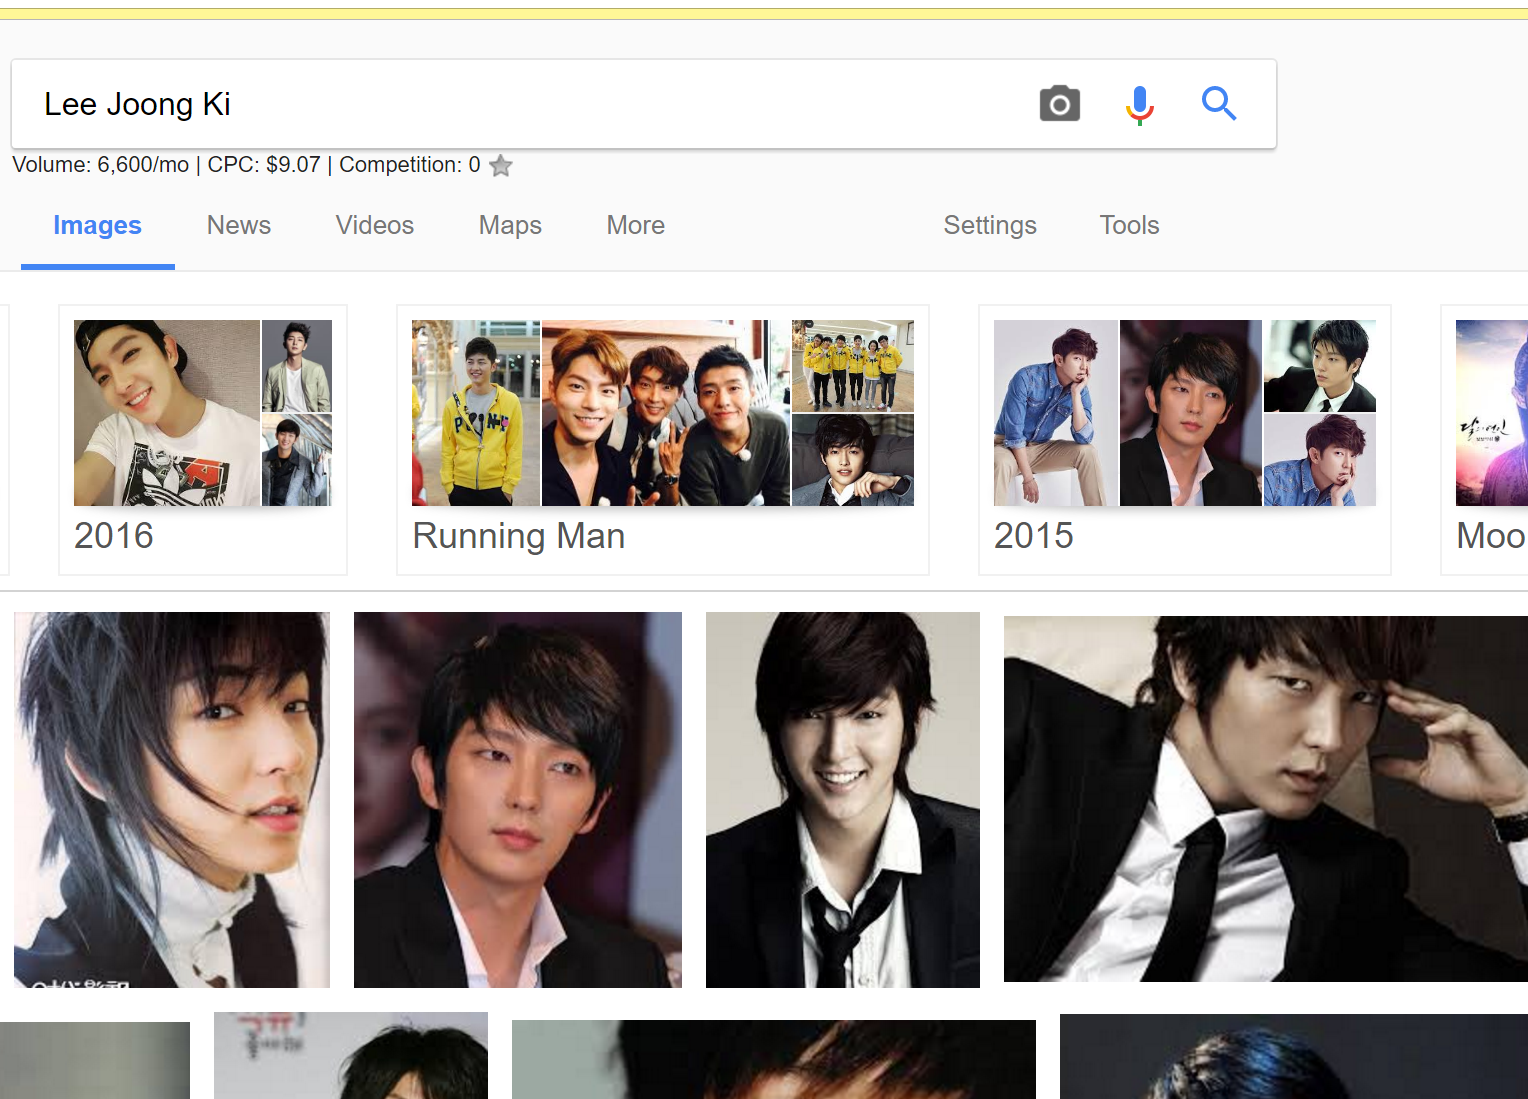 Lee Joong Ki
Volume: 6,600/mo | CPC: $9.07 | Competition: 0
Images News Videos Maps More Settings Tools
2016
Running Man
2015
Moo